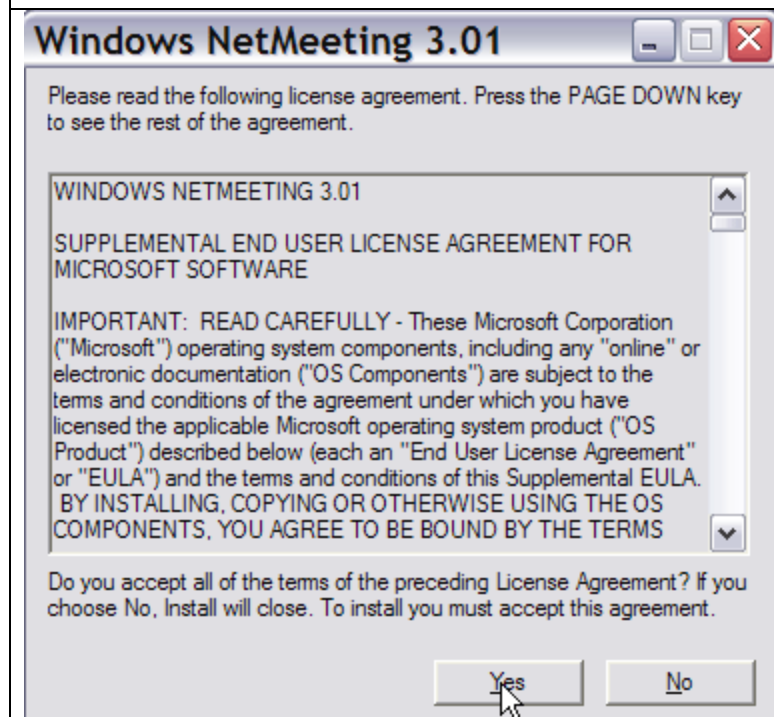 Windows NetMeeting 3.01
Please read the following license agreement. Press the PAGE DOWN key
to see the rest of the agreement.
WINDOWS NETMEETING 3.01
SUPPLEMENTAL END USER LICENSE AGREEMENT FOR
MICROSOFT SOFTWARE
IMPORTANT:  READ CAREFULLY - These Microsoft Corporation
("Microsoft") operating system components, including any "online" or
electronic documentation ("OS Components") are subject to the
terms and conditions of the agreement under which you have
licensed the applicable Microsoft operating system product ("OS
Product") described below (each an "End User License Agreement"
or "EULA") and the terms and conditions of this Supplemental EULA.
BY INSTALLING, COPYING OR OTHERWISE USING THE OS
COMPONENTS, YOU AGREE TO BE BOUND BY THE TERMS
Do you accept all of the terms of the preceding License Agreement? If you
choose No, Install will close. To install you must accept this agreement.
Yes No